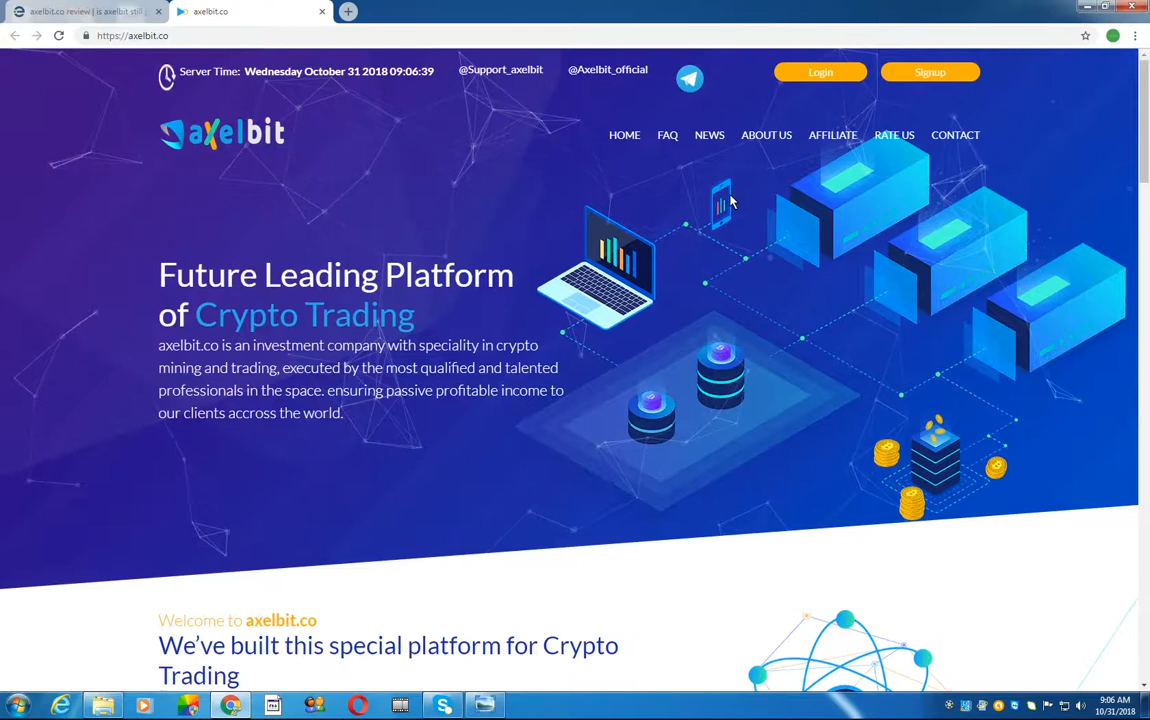 axelbit.co review | is axelbit still
axelbit.co
https://axelbit.co
Server Time: Wednesday October 31 2018 09:06:39
@Support_axelbit
@Axelbit_official
Login
Signup
axelbit
HOME
FAQ
NEWS
ABOUT US
AFFILIATE
RATE US
CONTACT
Future Leading Platform
of Crypto Trading
axelbit.co is an investment company with speciality in crypto
mining and trading, executed by the most qualified and talented
professionals in the space. ensuring passive profitable income to
our clients accross the world.
Welcome to axelbit.co
We’ve built this special platform for Crypto
Trading
9:06 AM
10/31/2018